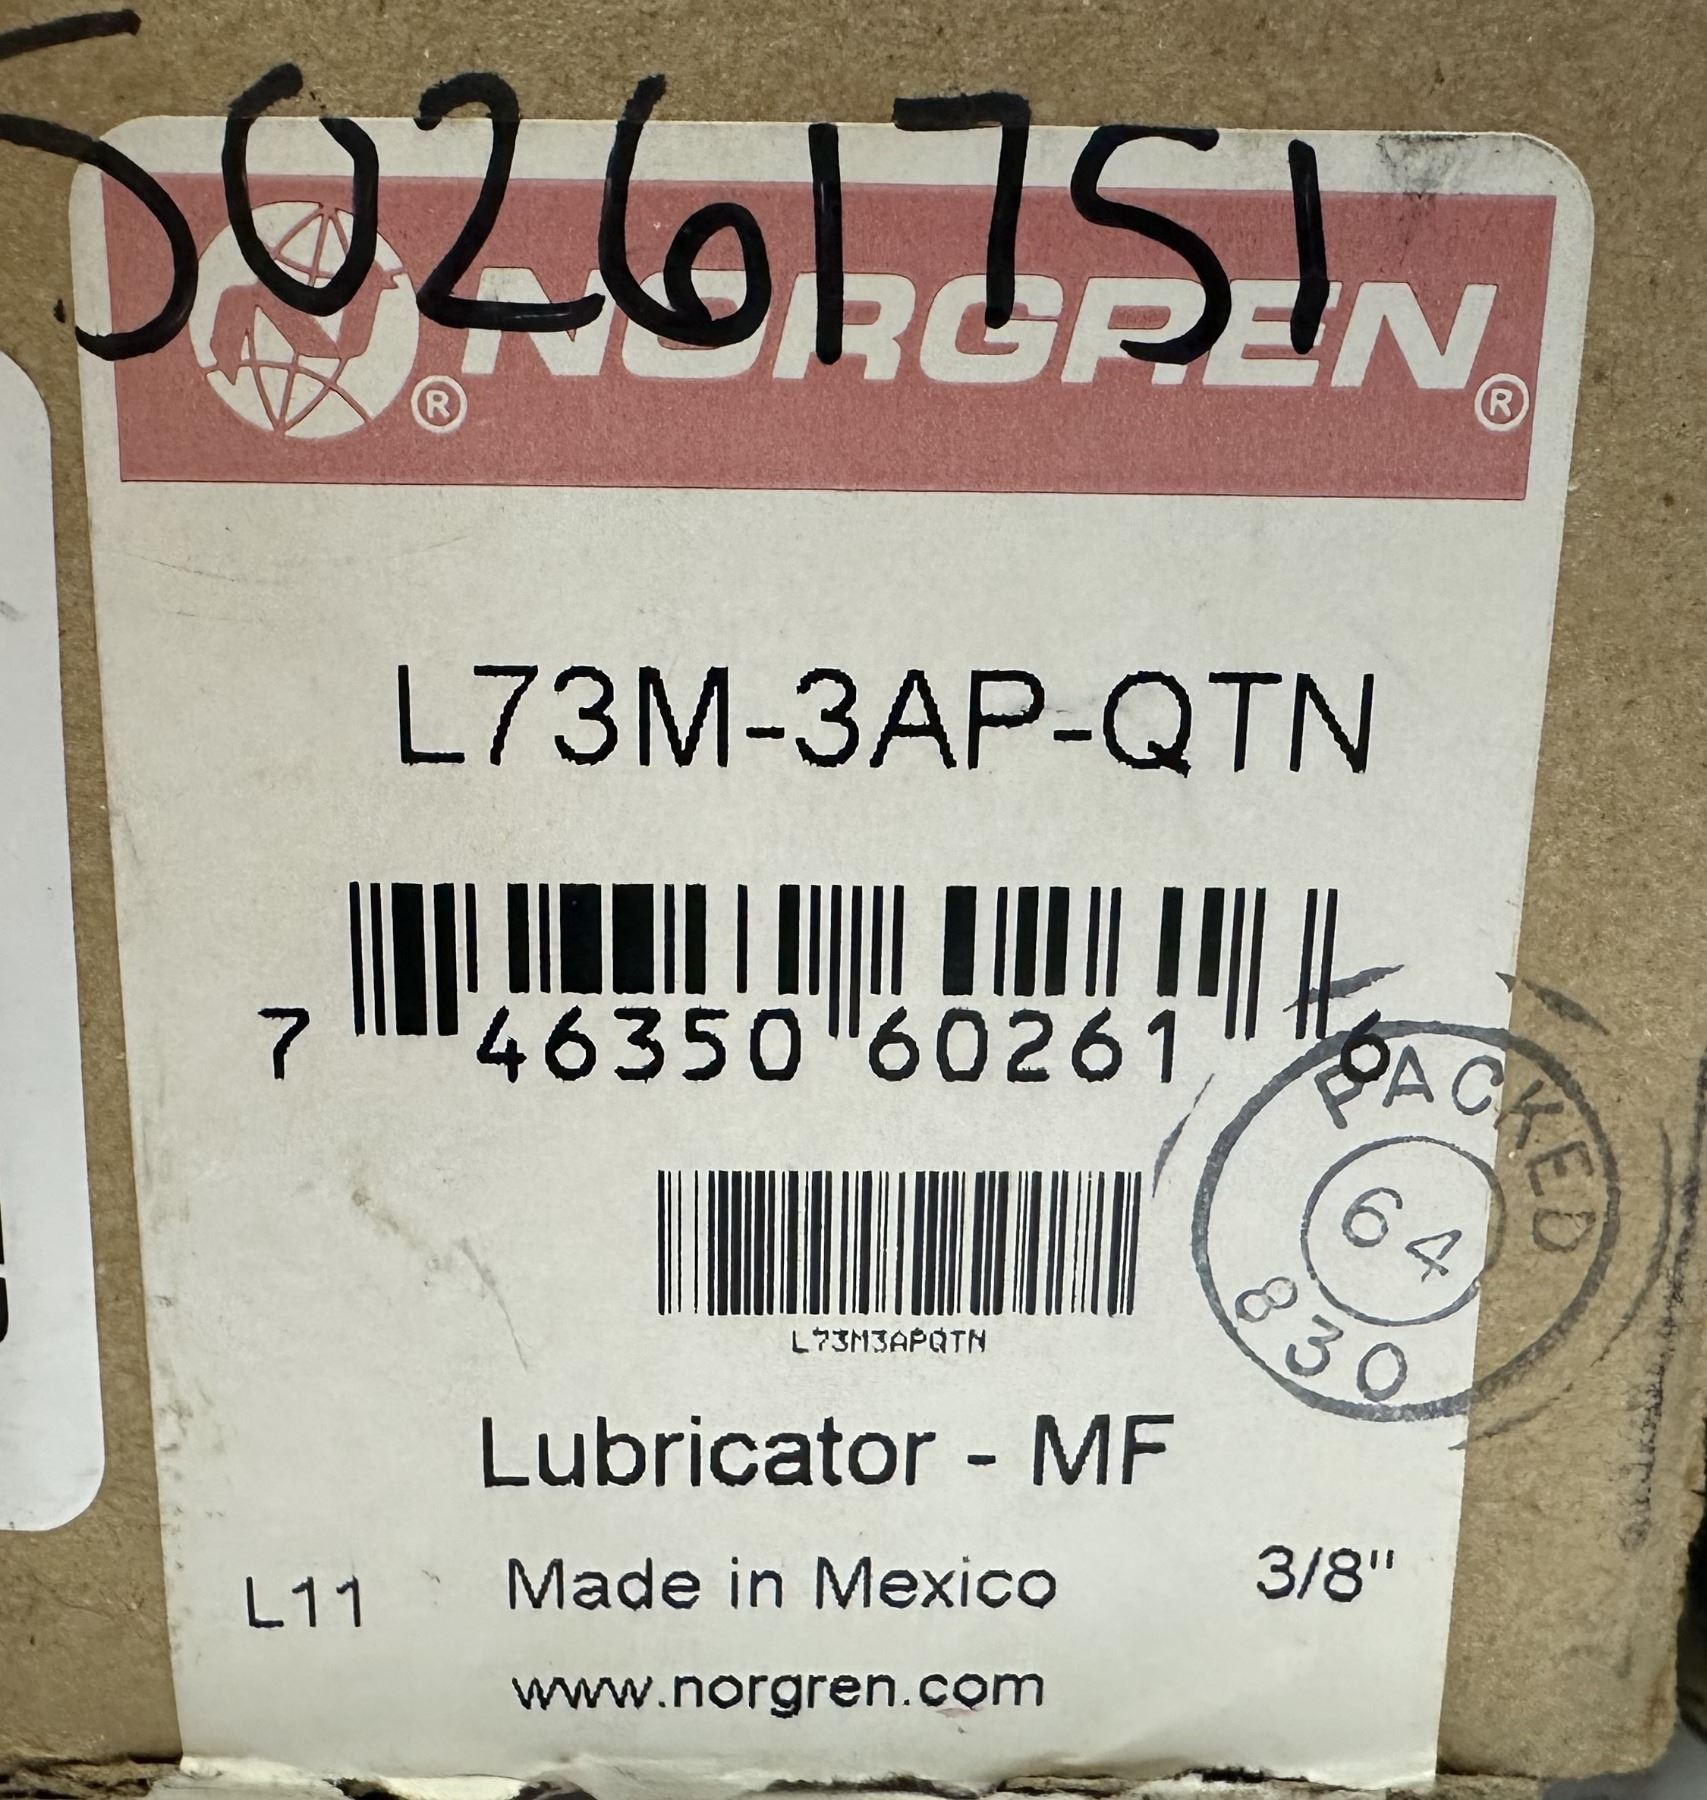 50261751
NORGREN®
L73M-3AP-QTN
7 46350 60261 6
L73M3APQTN
PACKED
64
830
Lubricator - MF
L11 Made in Mexico 3/8"
www.norgren.com